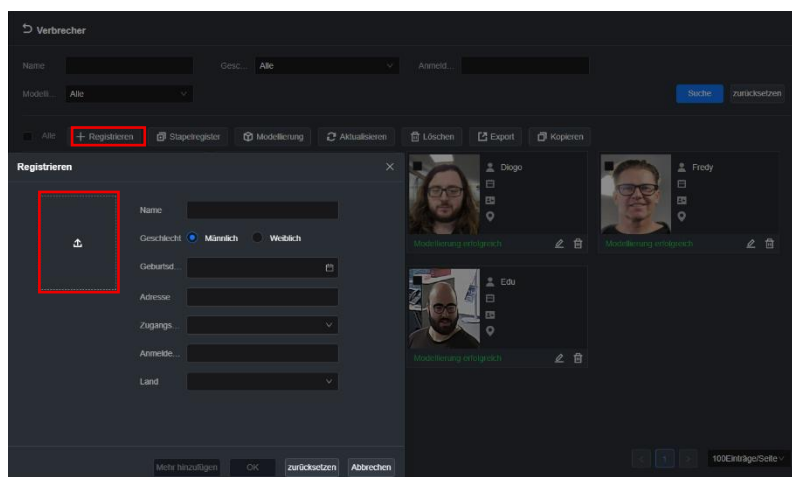 Verbrecher
Name Gesc... Alle Anmeld...
Modelli... Alle Suche zurücksetzen
Alle Registrieren Stapelregister Modellierung Aktualisieren Löschen Export Kopieren
Registrieren
Name
Geschlecht Männlich Weiblich
Geburtsd...
Adresse
Zugangs...
Anmelde...
Land
Mehr hinzufügen OK zurücksetzen Abbrechen
Diogo
Modellierung erfolgreich
Fredy
Modellierung erfolgreich
Edu
Modellierung erfolgreich
1 100Einträge/Seite